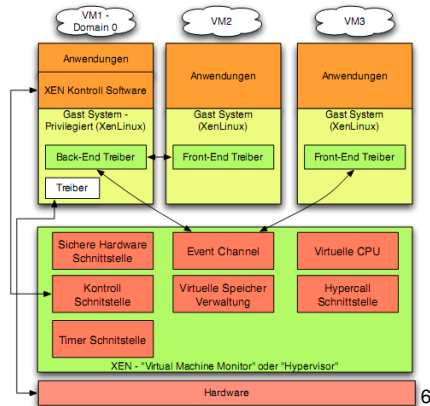 VM1 -
Domain 0
VM2
VM3
Anwendungen
XEN Kontroll Software
Gast System -
Privilegiert (XenLinux)
Back-End Treiber
Treiber
Anwendungen
Gast System
(XenLinux)
Front-End Treiber
Anwendungen
Gast System
(XenLinux)
Front-End Treiber
Sichere Hardware
Schnittstelle
Event Channel
Virtuelle CPU
Kontroll
Schnitstelle
Virtuelle Speicher
Verwaltung
Hypercall
Schnittstelle
Timer Schnitstelle
XEN - "Virtual Machine Monitor" oder "Hypervisor"
Hardware
6